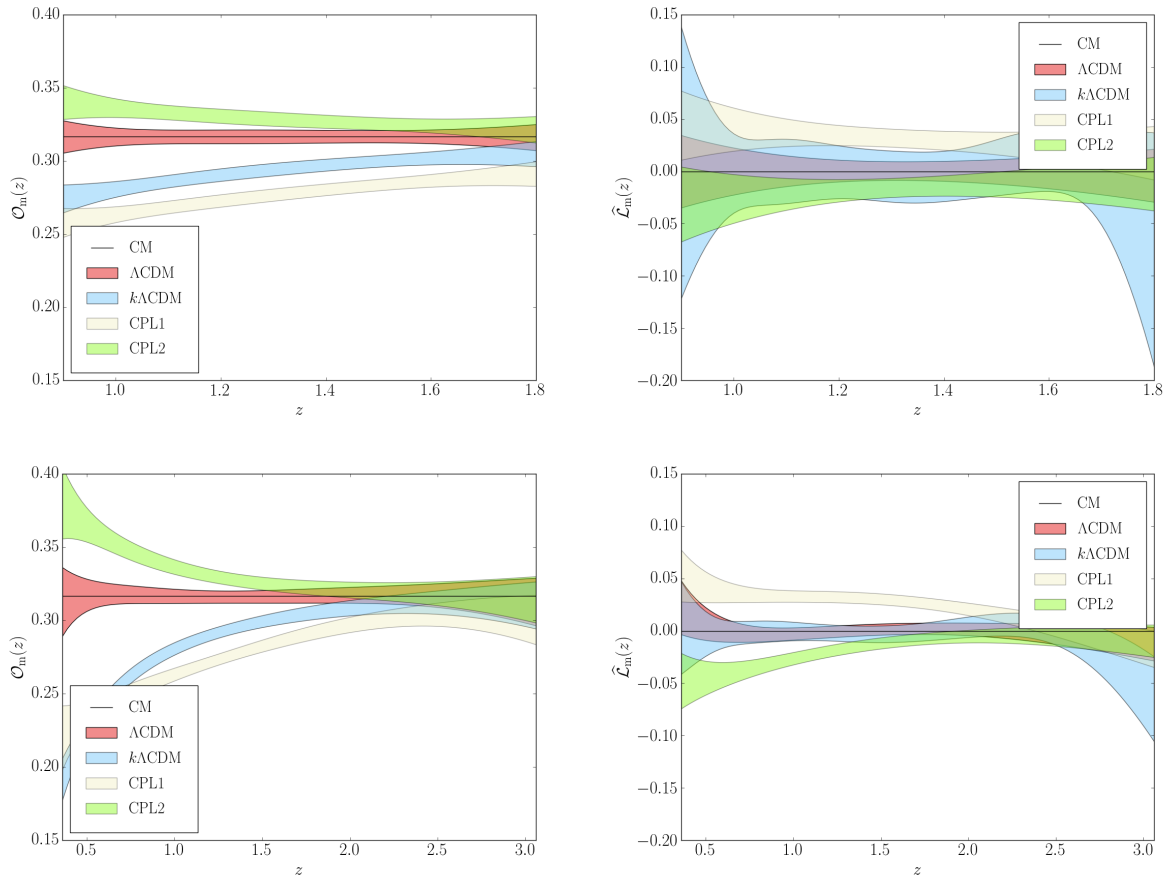 0.40
0.35
0.30
0.25
0.20
0.15
𝒪m(z)
CM
ΛCDM
kΛCDM
CPL1
CPL2
1.0 1.2 1.4 1.6 1.8
z
0.15
0.10
0.05
0.00
−0.05
−0.10
−0.15
−0.20
ℒ̂m(z)
CM
ΛCDM
kΛCDM
CPL1
CPL2
1.0 1.2 1.4 1.6 1.8
z
0.40
0.35
0.30
0.25
0.20
0.15
𝒪m(z)
CM
ΛCDM
kΛCDM
CPL1
CPL2
0.5 1.0 1.5 2.0 2.5 3.0
z
0.15
0.10
0.05
0.00
−0.05
−0.10
−0.15
−0.20
ℒ̂m(z)
CM
ΛCDM
kΛCDM
CPL1
CPL2
0.5 1.0 1.5 2.0 2.5 3.0
z